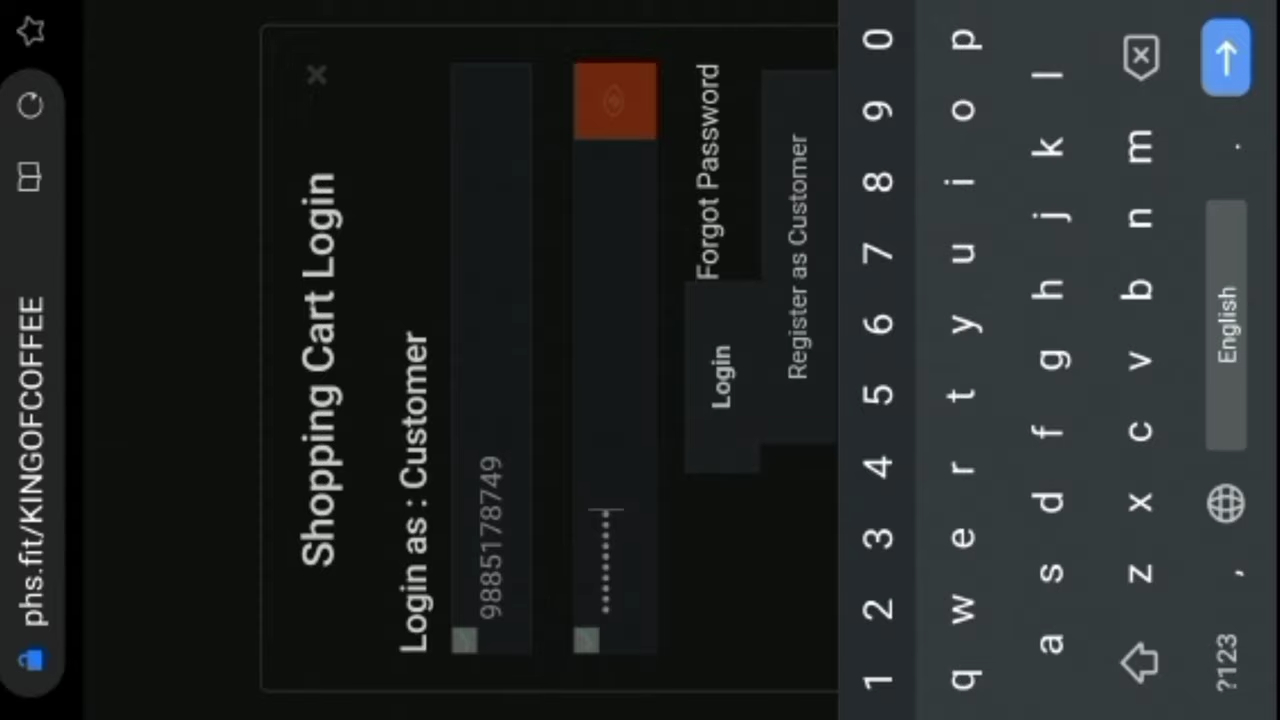 phs.fit/KINGOFCOFFEE
Shopping Cart Login
×
Login as : Customer
9885178749
••••••••••
Forgot Password
Login
Register as Customer
1 2 3 4 5 6 7 8 9 0
q w e r t y u i o p
a s d f g h j k l
z x c v b n m
?123 , English .